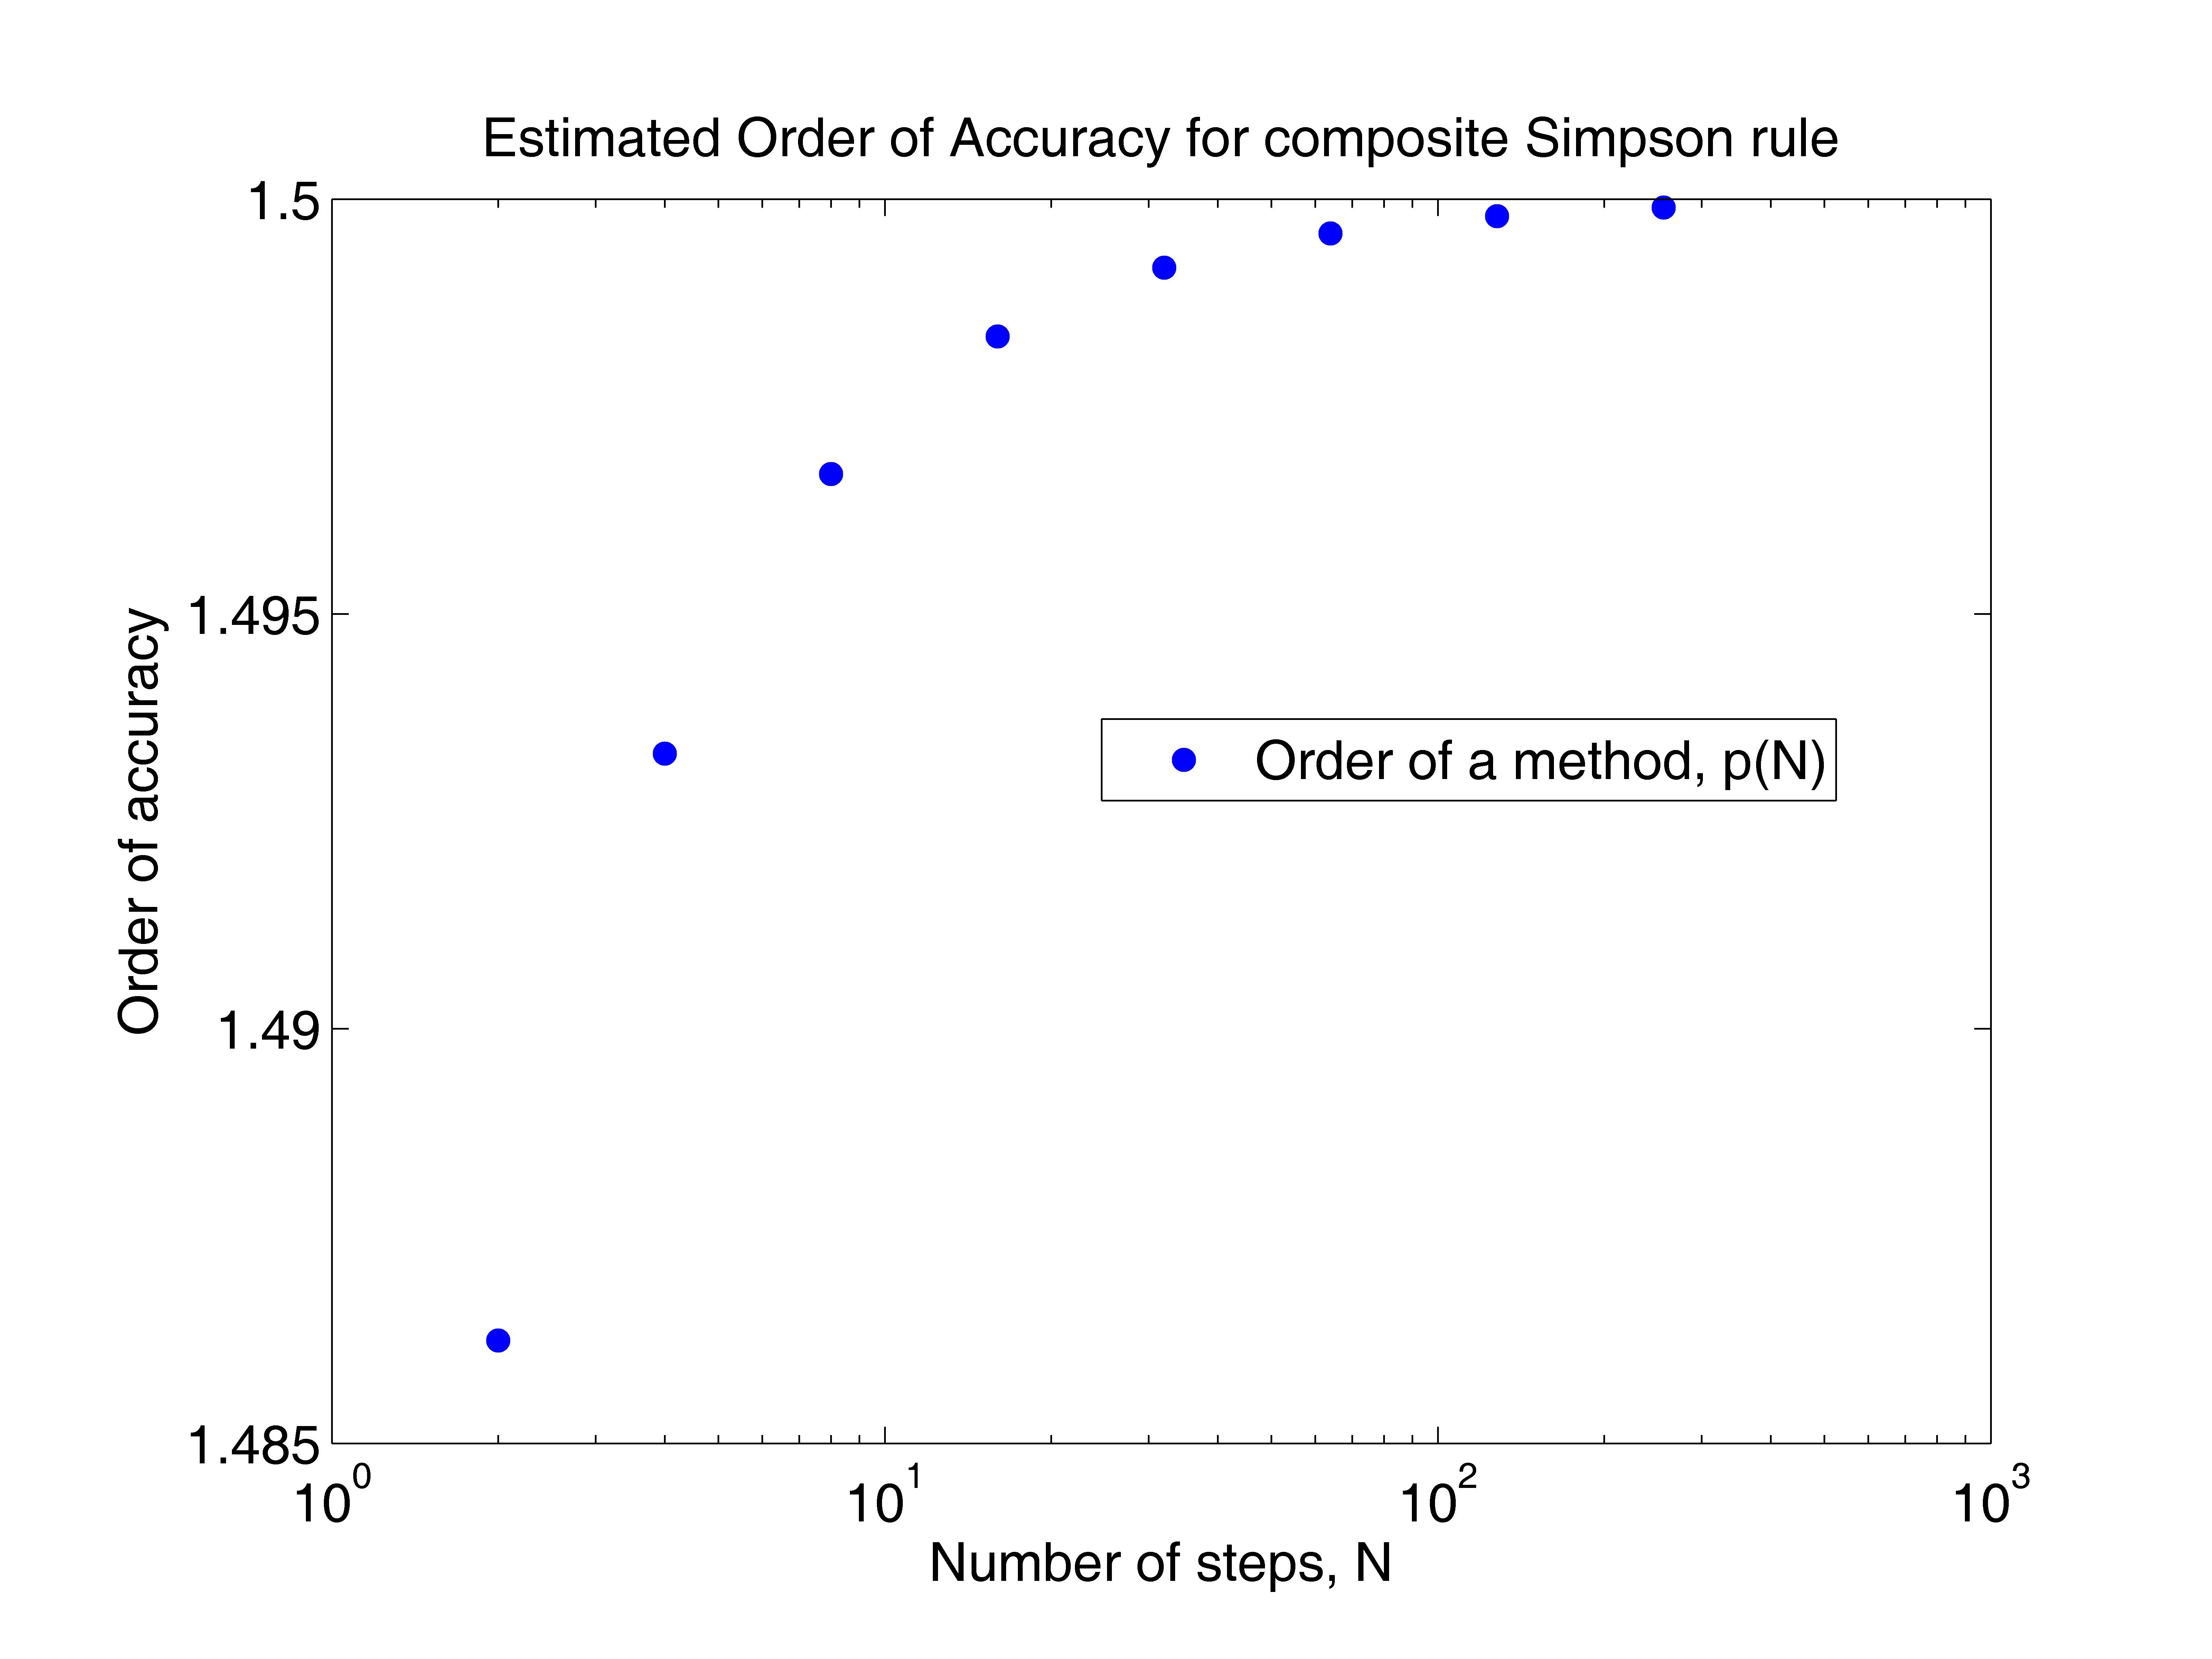 Estimated Order of Accuracy for composite Simpson rule
1.5
1.495
1.49
1.485
Order of accuracy
Order of a method, p(N)
10^0 10^1 10^2 10^3
Number of steps, N